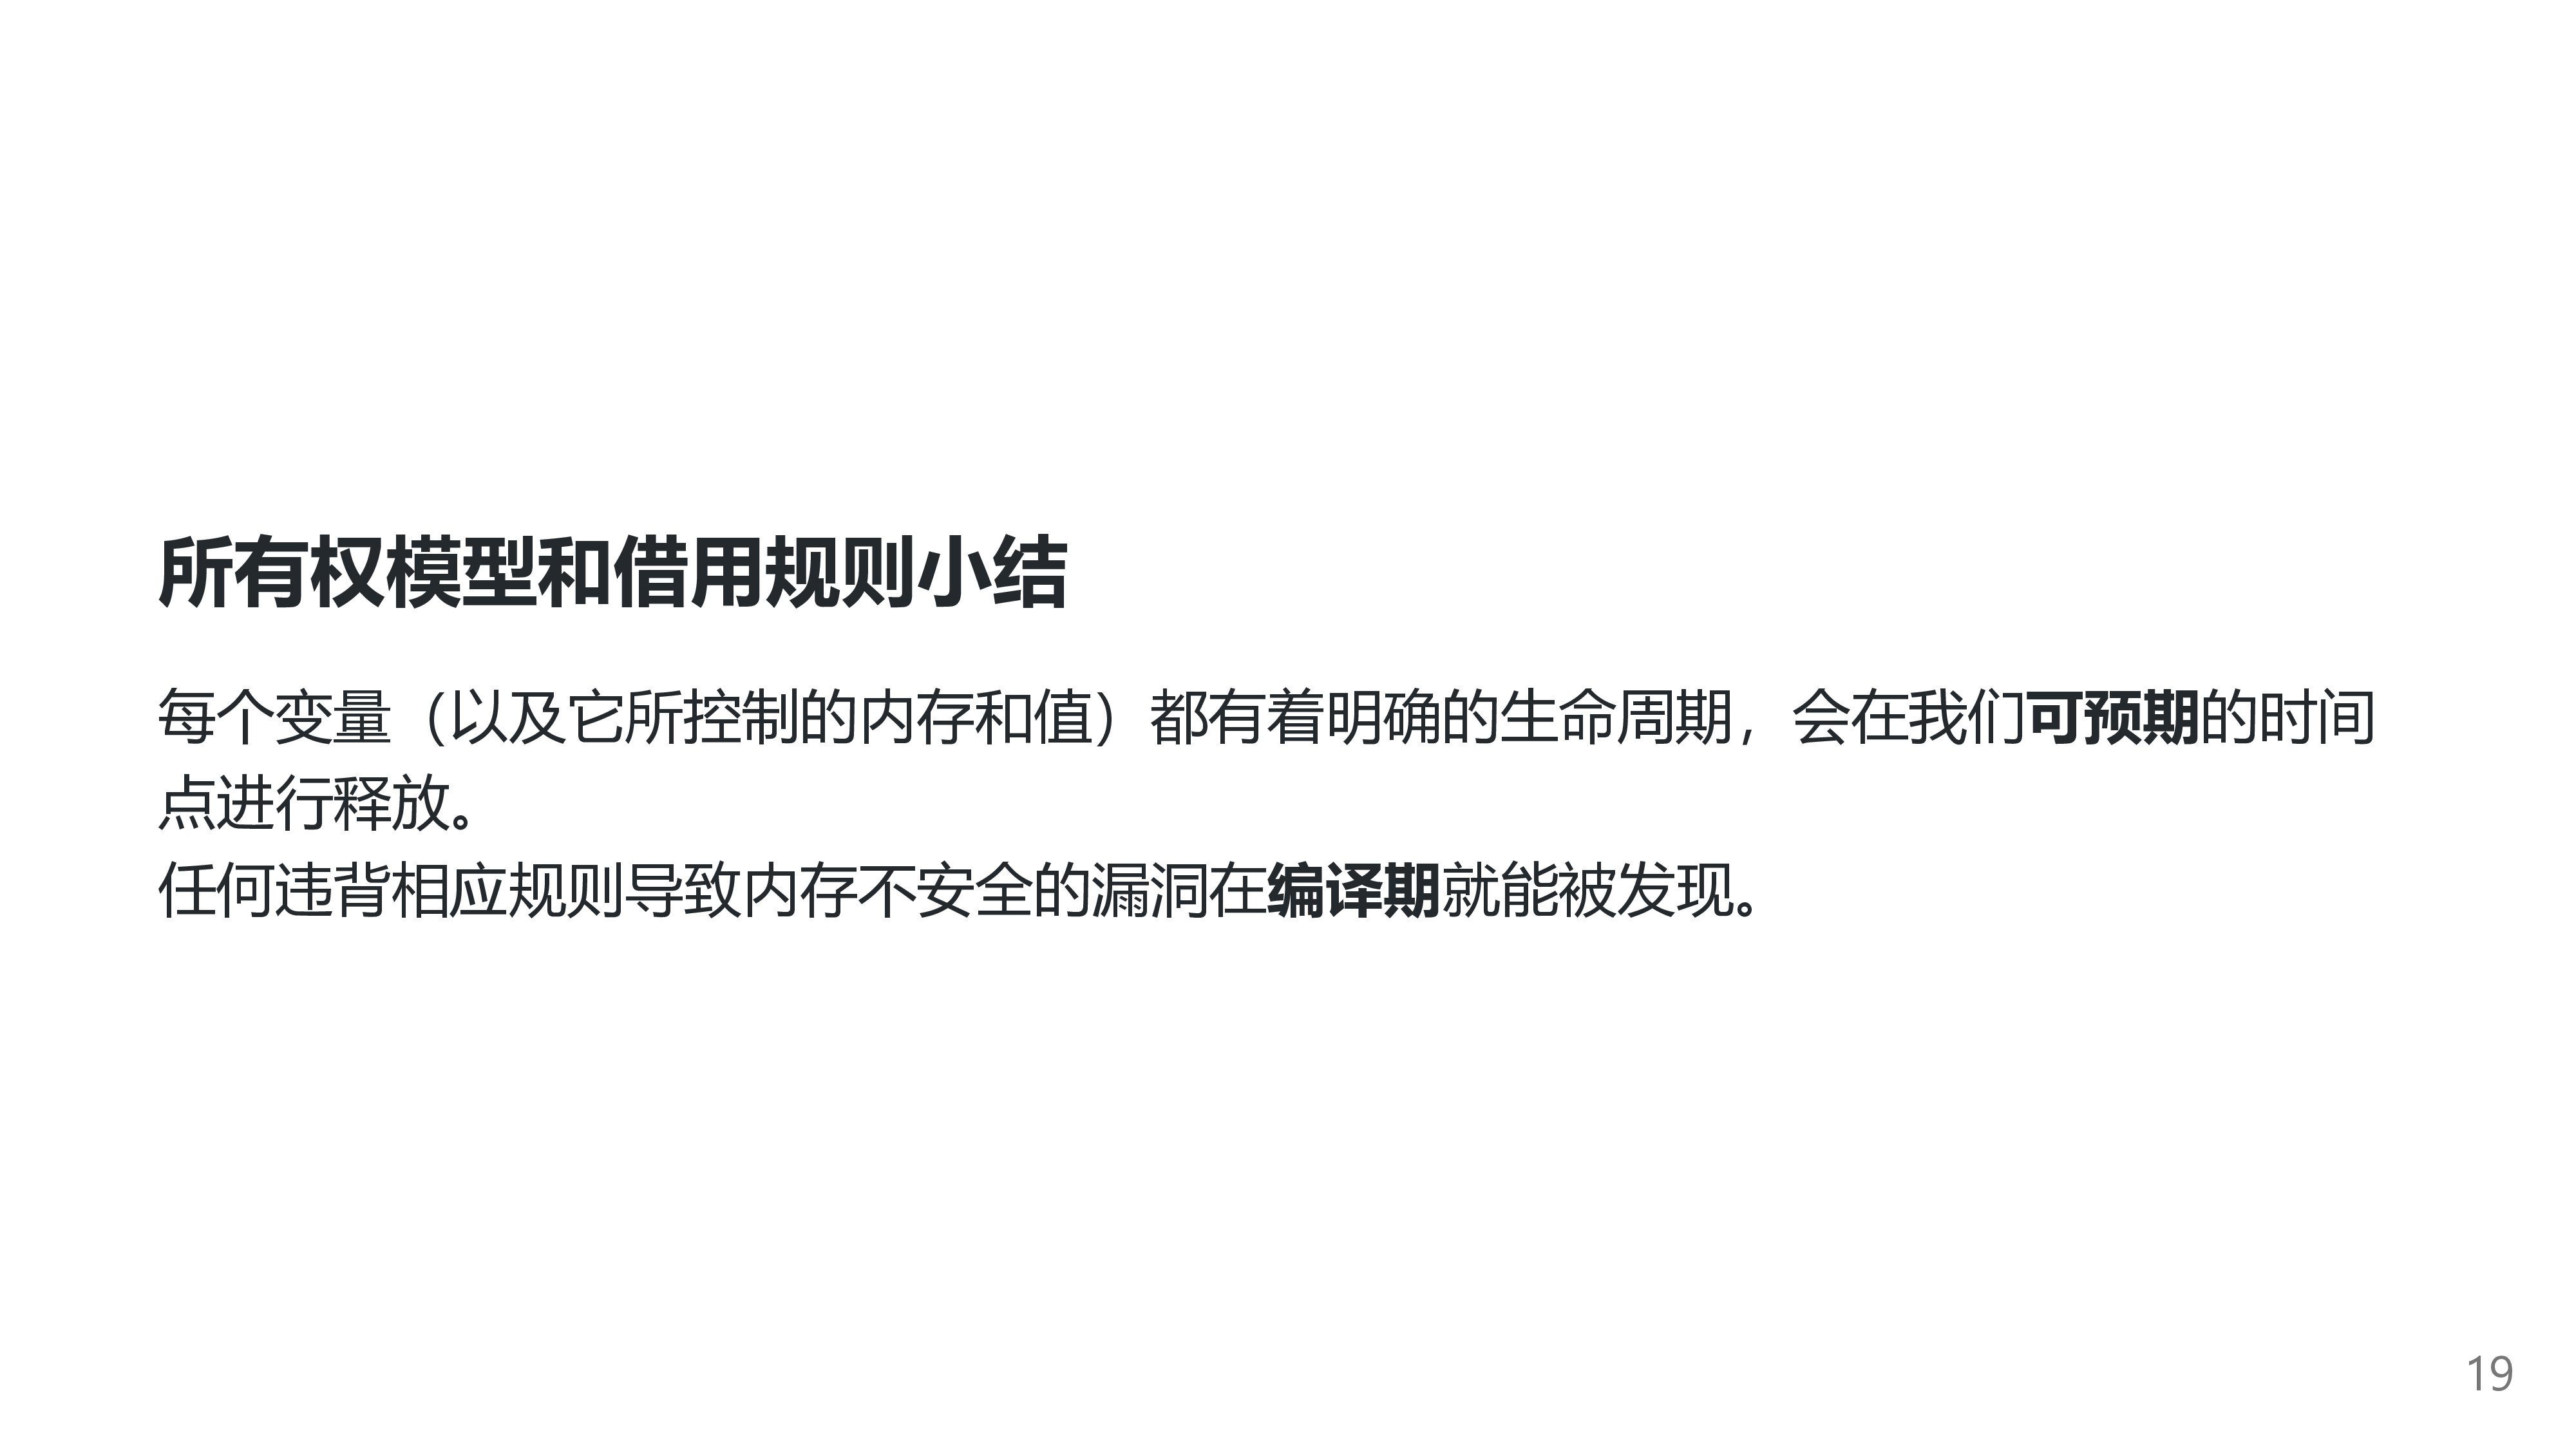 所有权模型和借用规则小结
每个变量（以及它所控制的内存和值）都有着明确的生命周期，会在我们可预期的时间
点进行释放。
任何违背相应规则导致内存不安全的漏洞在编译期就能被发现。
19